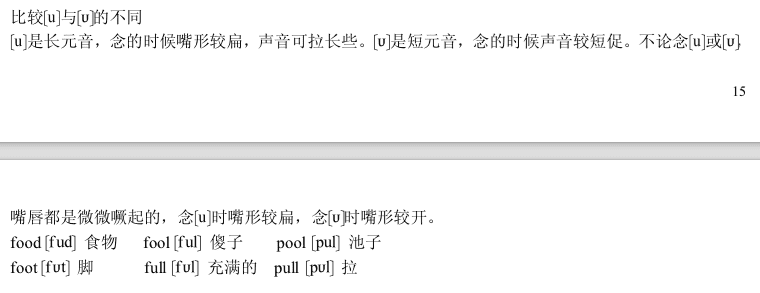 比较[u]与[ʋ]的不同
[u]是长元音，念的时候嘴形较扁，声音可拉长些。[ʋ]是短元音，念的时候声音较短促。不论念[u]或[ʋ]
15
嘴唇都是微微噘起的，念[u]时嘴形较扁，念[ʋ]时嘴形较开。
food [fud] 食物 fool [ful] 傻子 pool [pul] 池子
foot [fʋt] 脚 full [fʋl] 充满的 pull [pʋl] 拉